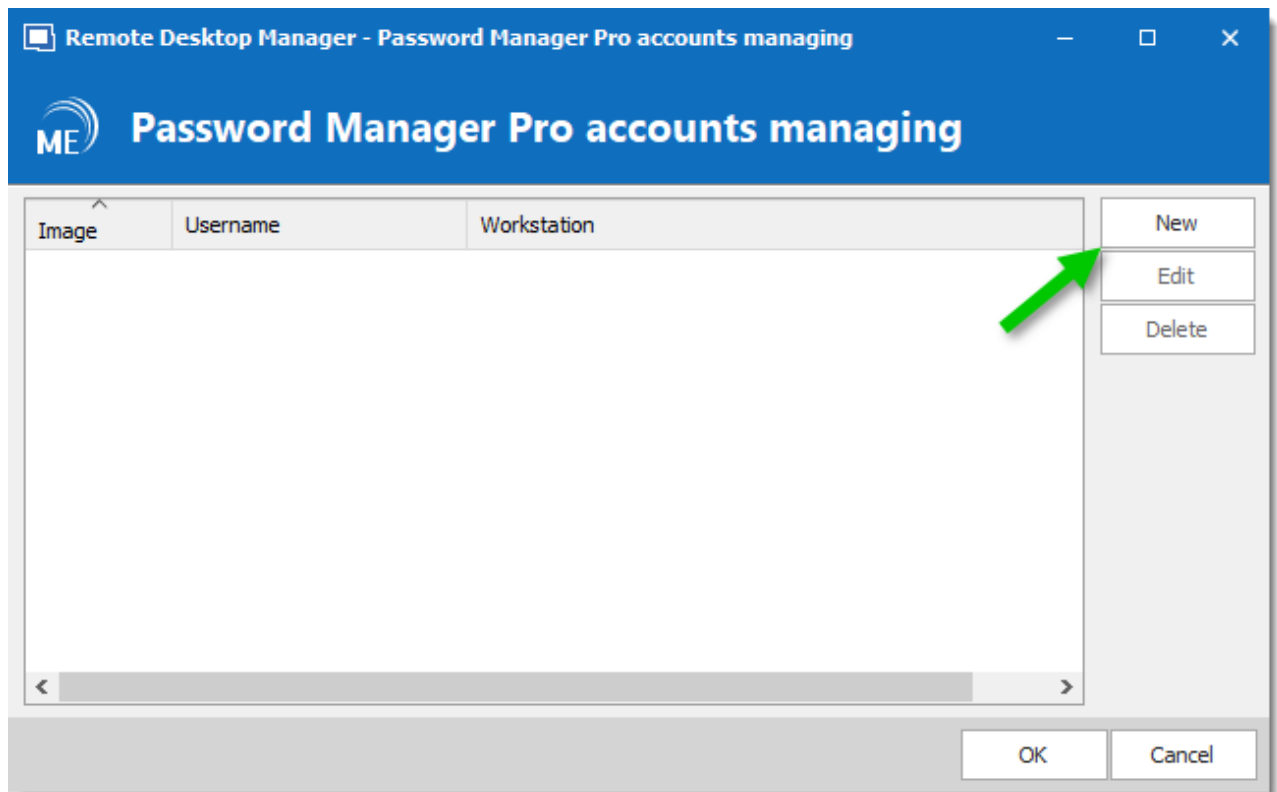 Remote Desktop Manager - Password Manager Pro accounts managing
ME Password Manager Pro accounts managing
Image Username Workstation New
Edit
Delete
OK Cancel